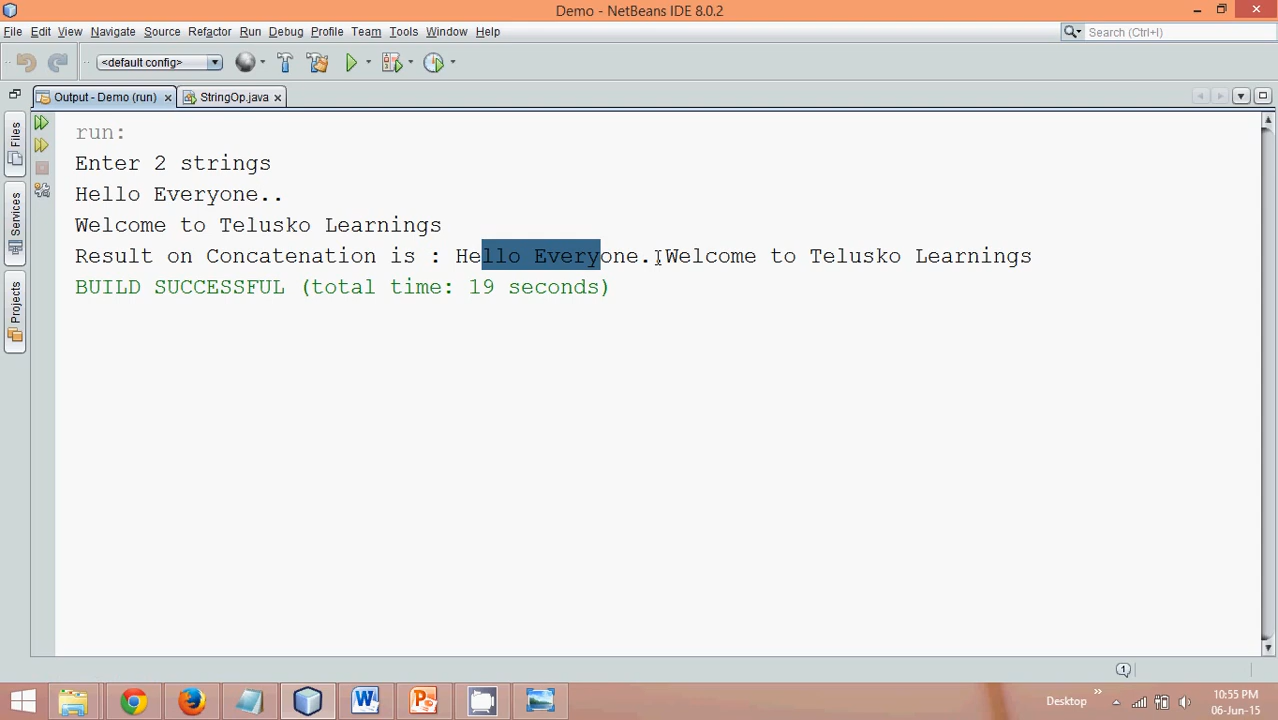 Demo - NetBeans IDE 8.0.2
File Edit View Navigate Source Refactor Run Debug Profile Team Tools Window Help
Search (Ctrl+I)
<default config>
Output - Demo (run) StringOp.java
Files
Services
Projects
run:
Enter 2 strings
Hello Everyone..
Welcome to Telusko Learnings
Result on Concatenation is : Hello Everyone..Welcome to Telusko Learnings
BUILD SUCCESSFUL (total time: 19 seconds)
1
Desktop
10:55 PM
06-Jun-15